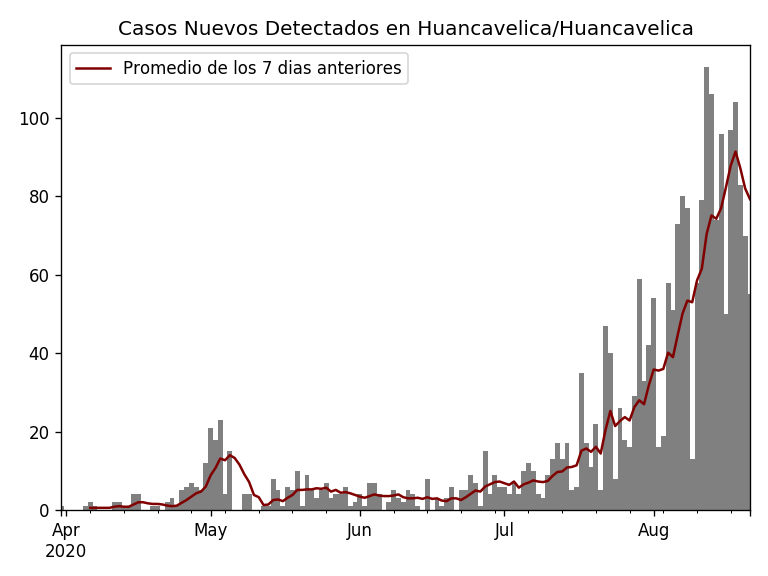 Casos Nuevos Detectados en Huancavelica/Huancavelica
Promedio de los 7 dias anteriores
100
80
60
40
20
0
Apr May Jun Jul Aug
2020